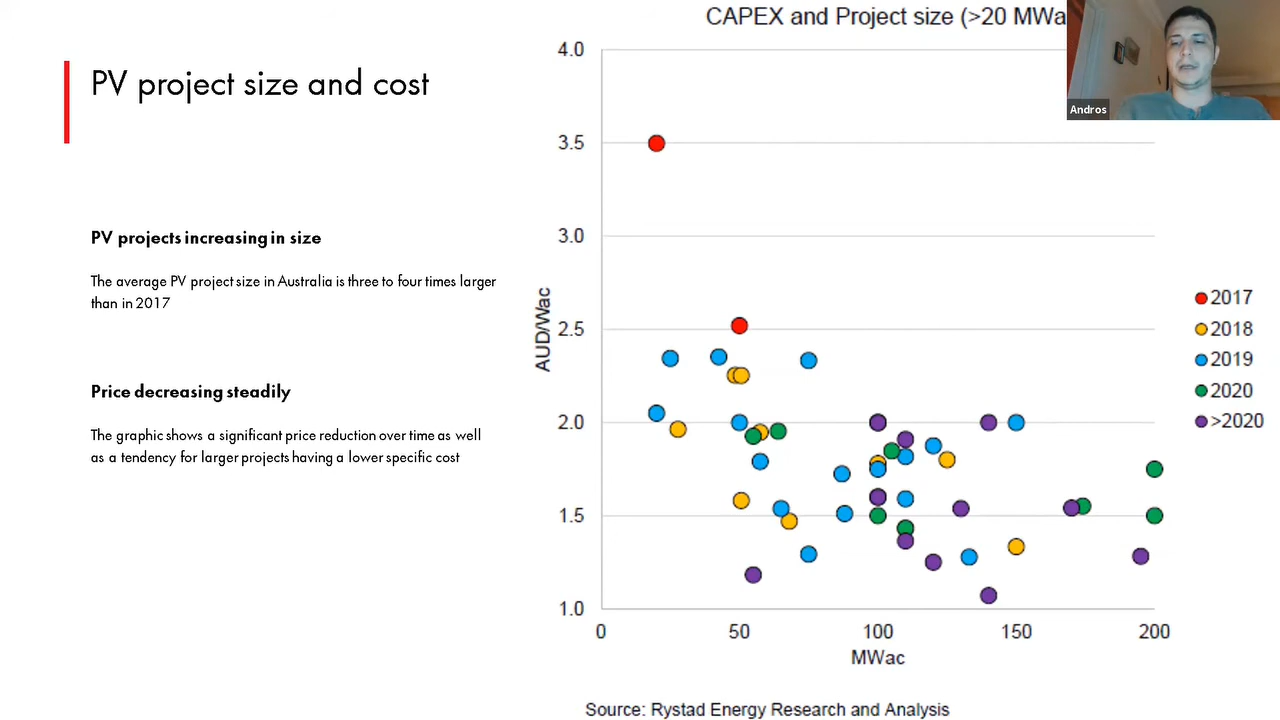 CAPEX and Project size (>20 MWa
PV project size and cost
Andros
PV projects increasing in size
The average PV project size in Australia is three to four times larger
than in 2017
Price decreasing steadily
The graphic shows a significant price reduction over time as well
as a tendency for larger projects having a lower specific cost
4.0
3.5
3.0
2.5
2.0
1.5
1.0
AUD/Wac
0
50
100
150
200
MWac
2017
2018
2019
2020
>2020
Source: Rystad Energy Research and Analysis